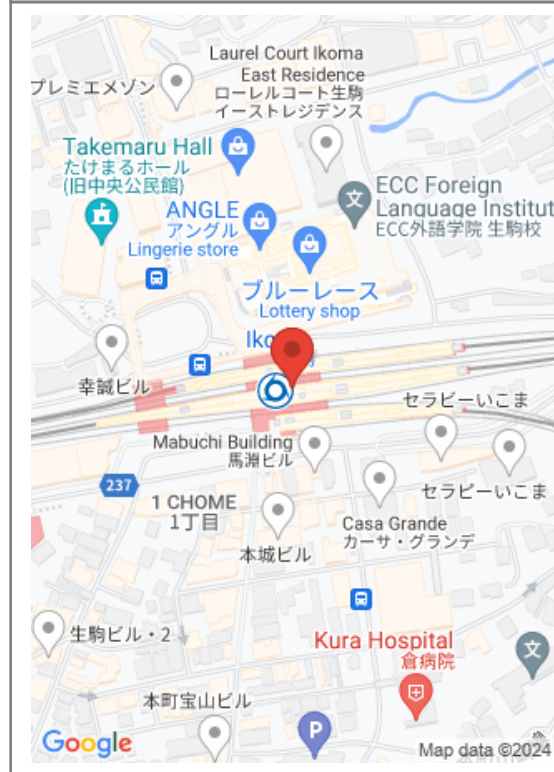 Laurel Court Ikoma
East Residence
ローレルコート生駒
イーストレジデンス
プレミエメゾン
Takemaru Hall
たけまるホール
(旧中央公民館)
ECC Foreign
Language Institut
ECC外語学院 生駒校
ANGLE
アングル
Lingerie store
ブルーレース
Lottery shop
幸誠ビル
セラビーいこま
Mabuchi Building
馬淵ビル
237
セラビーいこま
1 CHOME
1丁目
Casa Grande
カーサ・グランデ
本城ビル
生駒ビル・2
Kura Hospital
倉病院
文
文
本町宝山ビル
P
Google
Map data ©2024